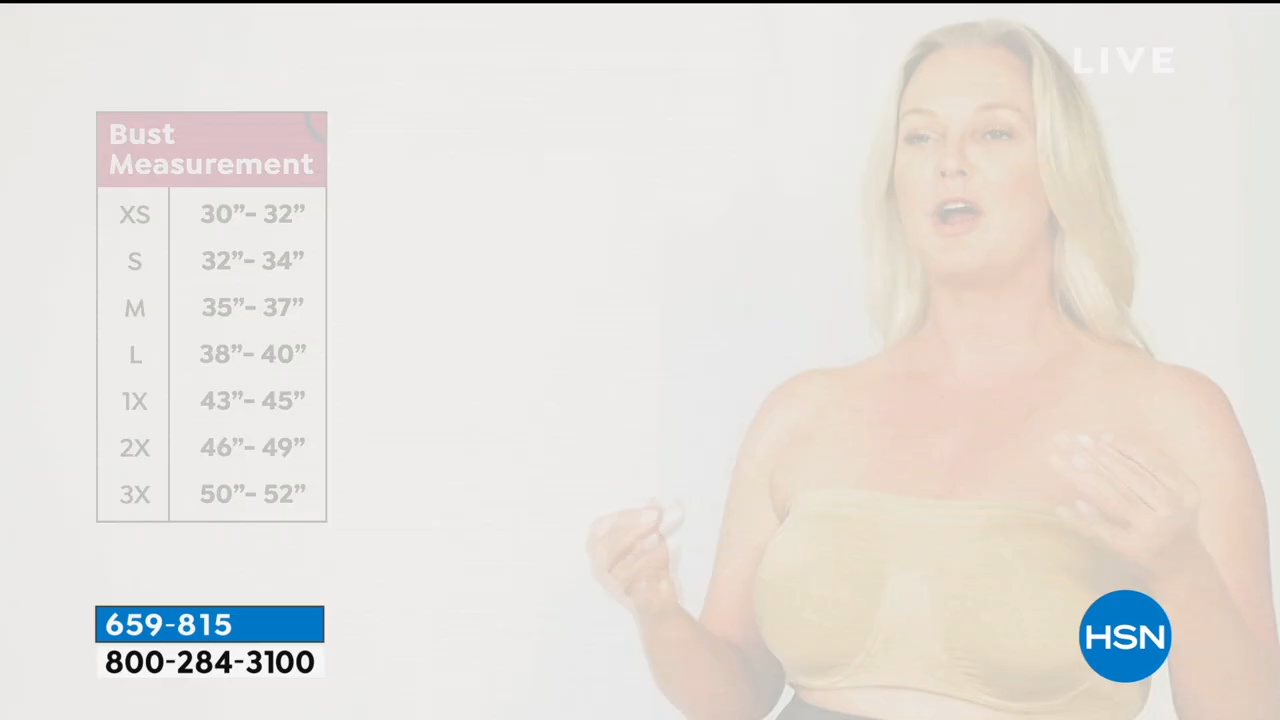 LIVE
Bust
Measurement
XS 30”- 32”
S 32”- 34”
M 35”- 37”
L 38”- 40”
1X 43”- 45”
2X 46”- 49”
3X 50”- 52”
659-815
800-284-3100
HSN